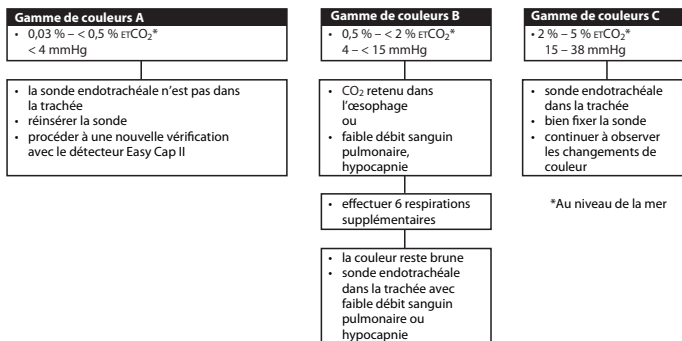 Gamme de couleurs A
• 0,03 % – < 0,5 % ETCO₂*
< 4 mmHg
• la sonde endotrachéale n’est pas dans
la trachée
• réinsérer la sonde
• procéder à une nouvelle vérification
avec le détecteur Easy Cap II
Gamme de couleurs B
• 0,5 % – < 2 % ETCO₂*
4 – < 15 mmHg
• CO₂ retenu dans
l’œsophage
ou
• faible débit sanguin
pulmonaire,
hypocapnie
• effectuer 6 respirations
supplémentaires
• la couleur reste brune
• sonde endotrachéale
dans la trachée avec
faible débit sanguin
pulmonaire ou
hypocapnie
Gamme de couleurs C
• 2 % – 5 % ETCO₂*
15 – 38 mmHg
• sonde endotrachéale
dans la trachée
• bien fixer la sonde
• continuer à observer
les changements de
couleur
*Au niveau de la mer